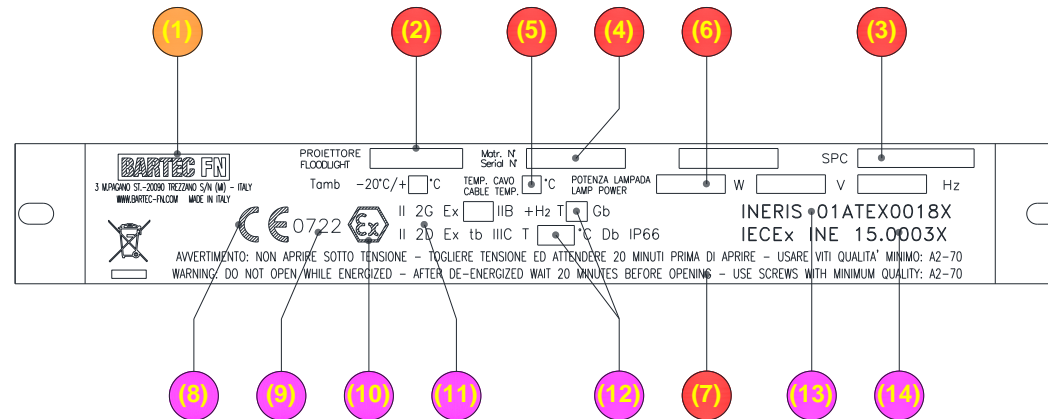 (1) (2) (5) (4) (6) (3)
BARTEC FN
3 M.PAGANO ST.-20090 TREZZANO S/N (MI) - ITALY
WWW.BARTEC-FN.COM MADE IN ITALY
PROIETTORE
FLOODLIGHT
Matr. N°
Serial N°
SPC
Tamb -20°C/+ °C
TEMP. CAVO
CABLE TEMP.
°C
POTENZA LAMPADA
LAMP POWER
W V Hz
CE 0722 Ex
II 2G Ex IIB +H2 T Gb
II 2D Ex tb IIIC T °C Db IP66
INERIS 01ATEX0018X
IECEx INE 15.0003X
AVVERTIMENTO: NON APRIRE SOTTO TENSIONE - TOGLIERE TENSIONE ED ATTENDERE 20 MINUTI PRIMA DI APRIRE - USARE VITI QUALITA' MINIMO: A2-70
WARNING: DO NOT OPEN WHILE ENERGIZED - AFTER DE-ENERGIZED WAIT 20 MINUTES BEFORE OPENING - USE SCREWS WITH MINIMUM QUALITY: A2-70
(8) (9) (10) (11) (12) (7) (13) (14)